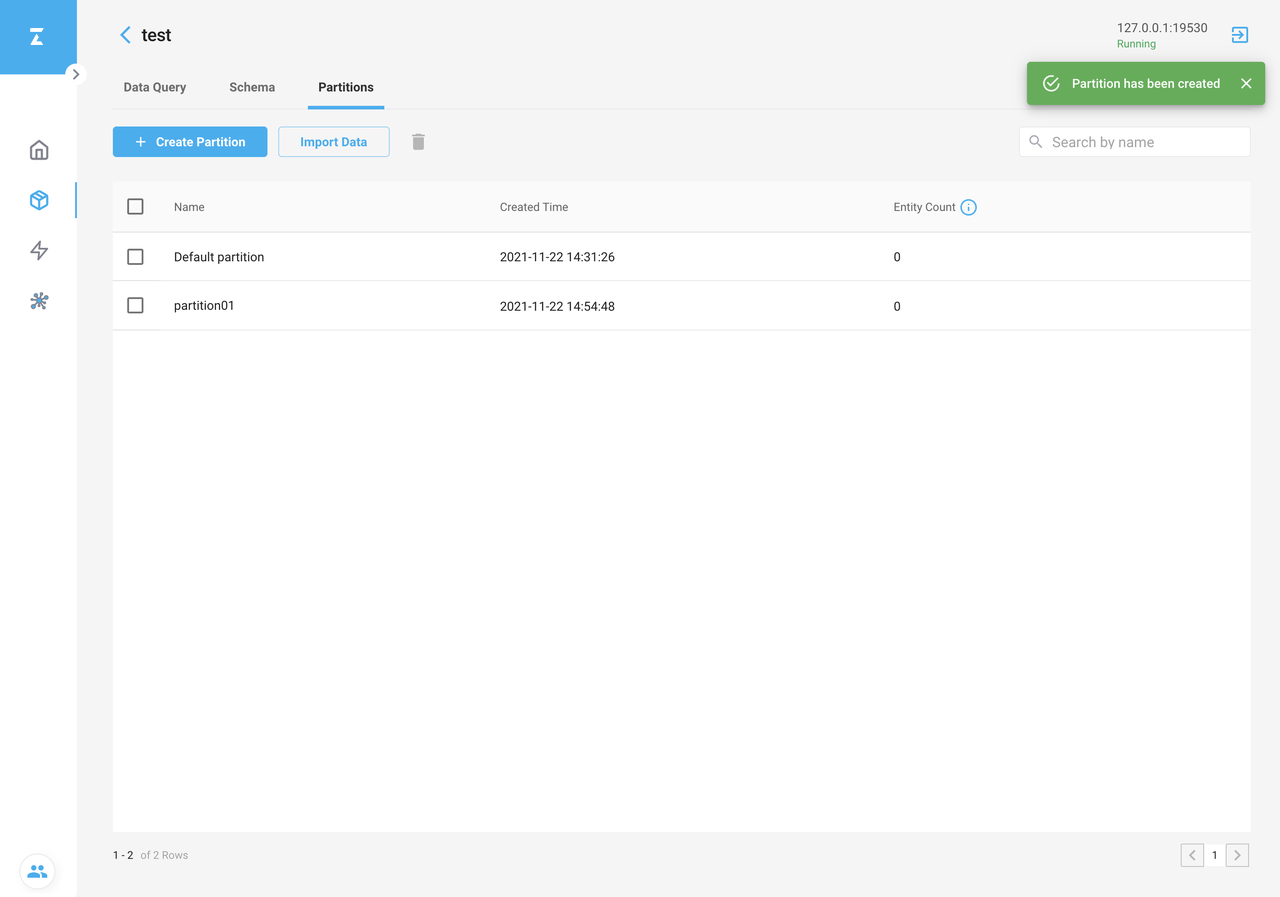 test
127.0.0.1:19530
Running
Data Query Schema Partitions
Partition has been created
Create Partition Import Data
Search by name
Name Created Time Entity Count
Default partition 2021-11-22 14:31:26 0
partition01 2021-11-22 14:54:48 0
1 - 2 of 2 Rows
1